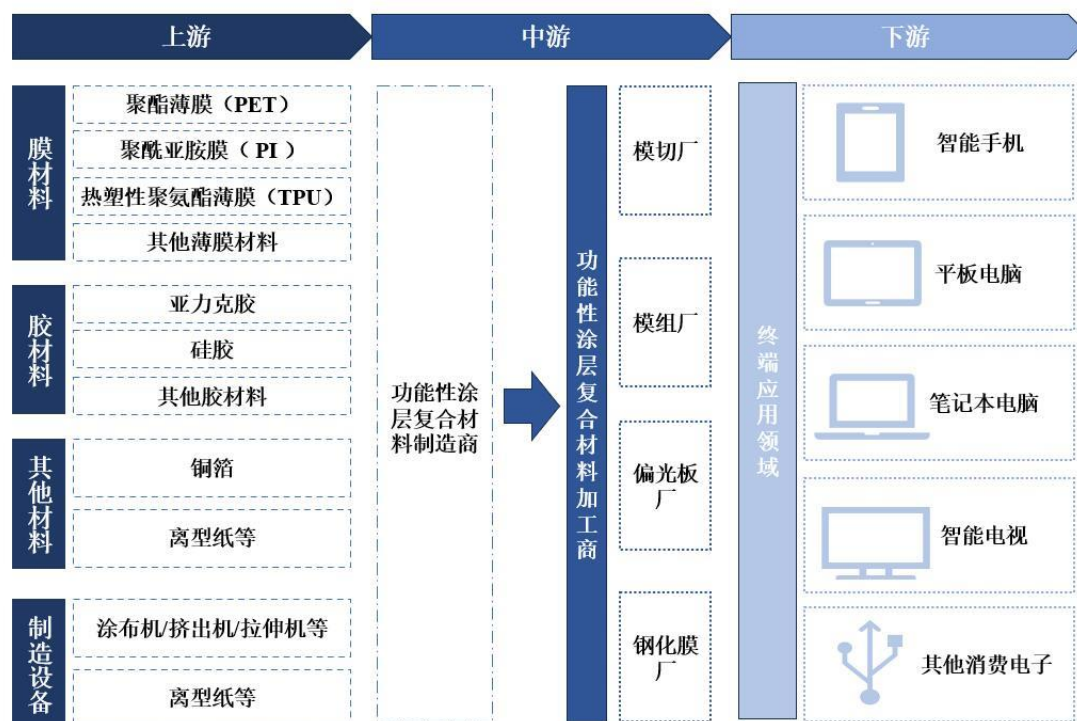 上游
中游
下游
膜材料
聚酯薄膜（PET）
聚酰亚胺膜（ PI ）
热塑性聚氨酯薄膜（TPU）
其他薄膜材料
胶材料
亚力克胶
硅胶
其他胶材料
其他材料
铜箔
离型纸等
制造设备
涂布机/挤出机/拉伸机等
离型纸等
功能性涂
层复合材
料制造商
功能性涂层复合材料加工商
模切厂
模组厂
偏光板
厂
钢化膜
厂
终端应用领域
智能手机
平板电脑
笔记本电脑
智能电视
其他消费电子